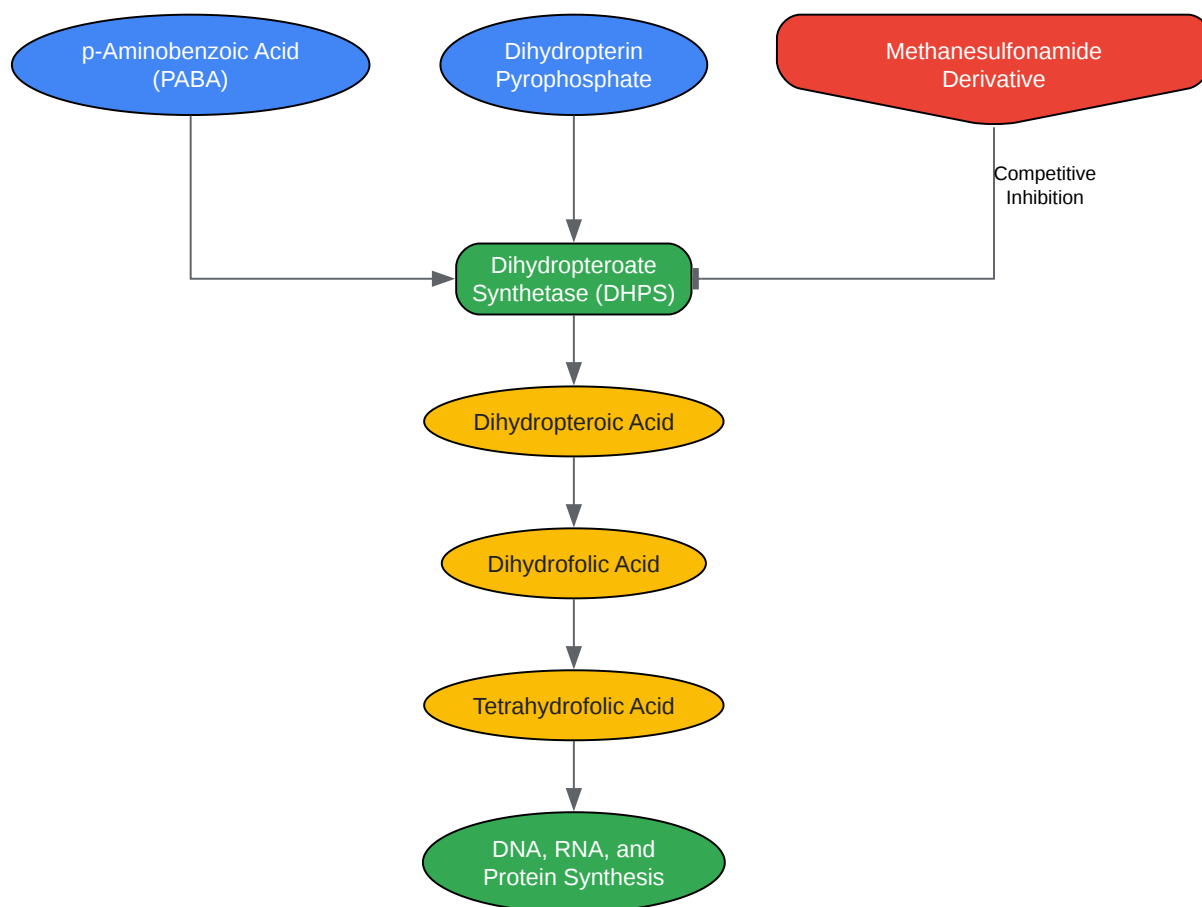 p-Aminobenzoic Acid
(PABA)
Dihydropterin
Pyrophosphate
Methanesulfonamide
Derivative
Competitive
Inhibition
Dihydropteroate
Synthetase (DHPS)
Dihydropteroic Acid
Dihydrofolic Acid
Tetrahydrofolic Acid
DNA, RNA, and
Protein Synthesis